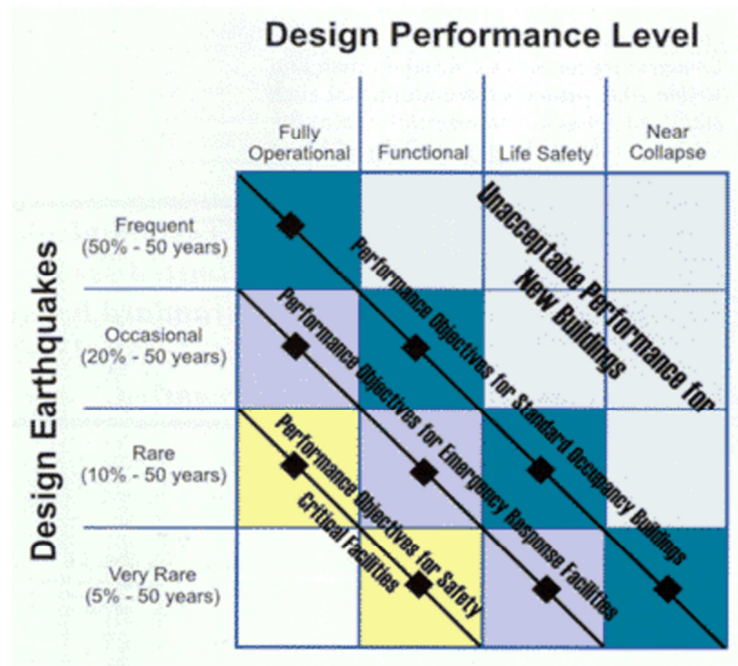 Design Performance Level
Fully
Operational
Functional
Life Safety
Near
Collapse
Design Earthquakes
Frequent
(50% - 50 years)
Occasional
(20% - 50 years)
Rare
(10% - 50 years)
Very Rare
(5% - 50 years)
Unacceptable Performance for
New Buildings
Performance Objectives for Standard Occupancy Buildings
Performance Objectives for Emergency Response Facilities
Performance Objectives for Safety
Critical Facilities